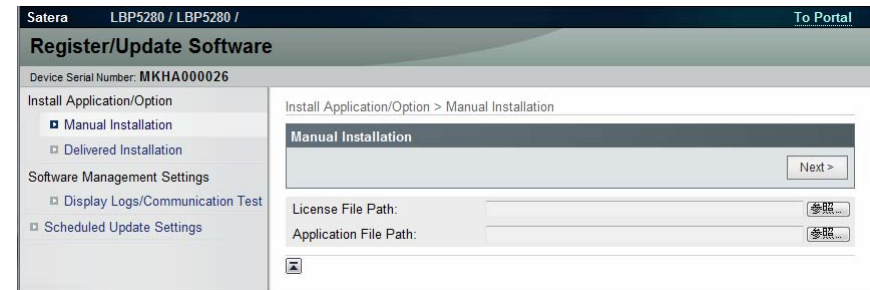 Satera LBP5280 / LBP5280 / To Portal
Register/Update Software
Device Serial Number: MKHA000026
Install Application/Option
Manual Installation
Delivered Installation
Software Management Settings
Display Logs/Communication Test
Scheduled Update Settings
Install Application/Option > Manual Installation
Manual Installation
Next >
License File Path: 参照...
Application File Path: 参照...